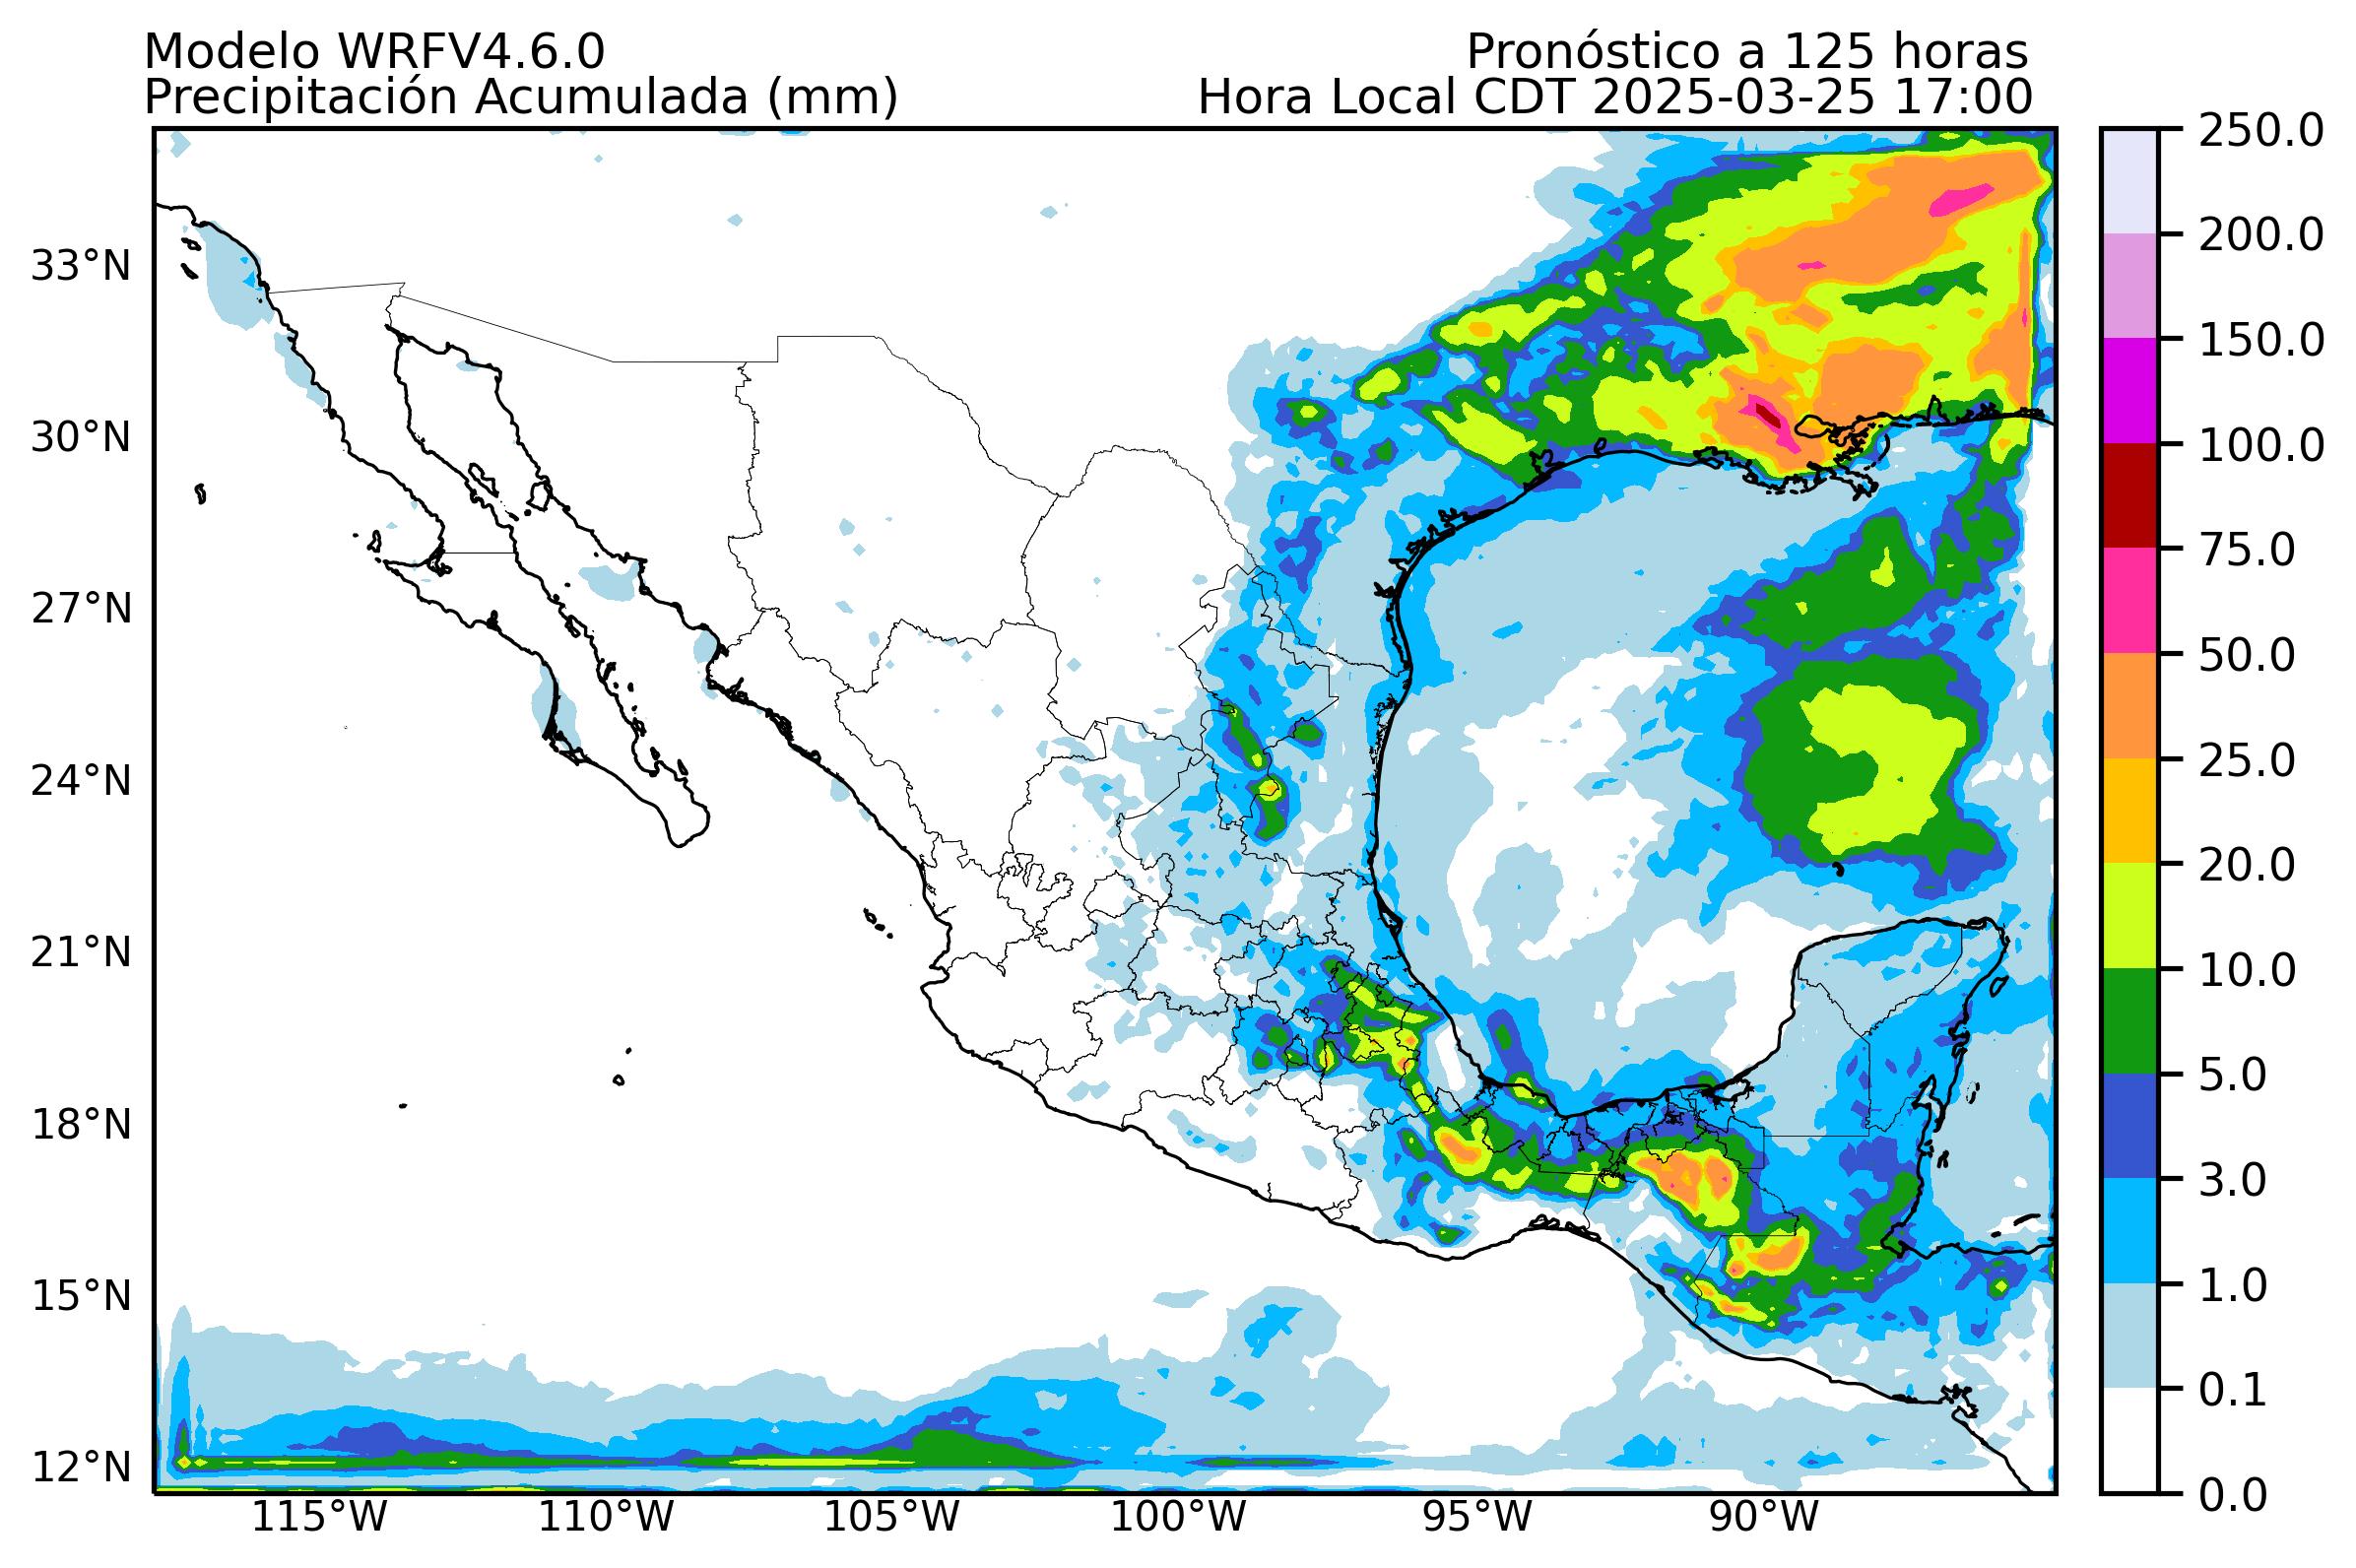 Modelo WRFV4.6.0
Pronóstico a 125 horas
Precipitación Acumulada (mm)
Hora Local CDT 2025-03-25 17:00
250.0
200.0
150.0
100.0
75.0
50.0
25.0
20.0
10.0
5.0
3.0
1.0
0.1
0.0
33°N
30°N
27°N
24°N
21°N
18°N
15°N
12°N
115°W
110°W
105°W
100°W
95°W
90°W